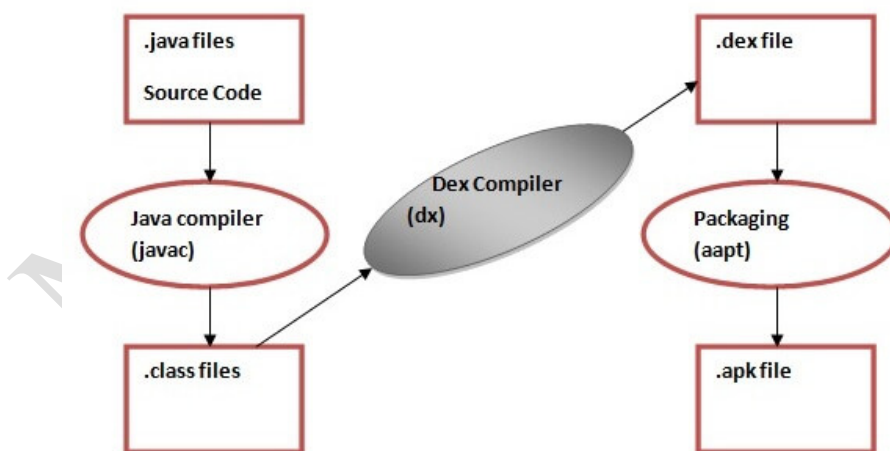 .java files
Source Code
Java compiler
(javac)
.class files
Dex Compiler
(dx)
.dex file
Packaging
(aapt)
.apk file